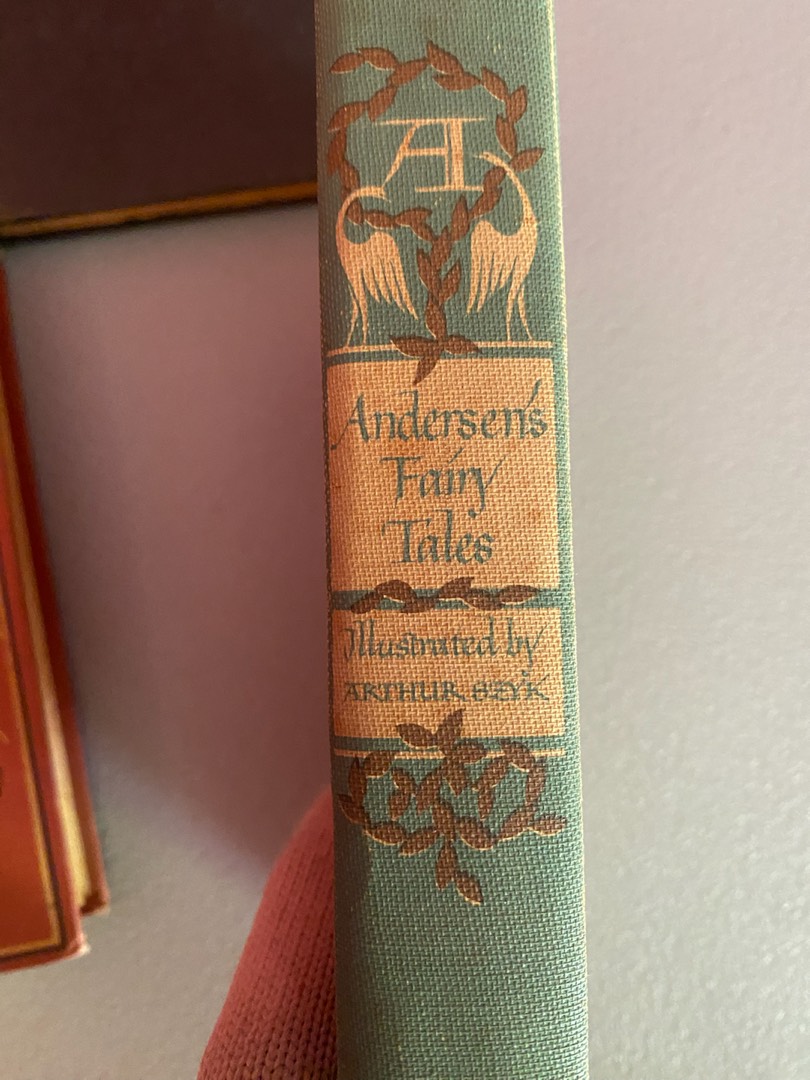 A
Andersen's
Fairy
Tales
Illustrated by
ARTHUR SZYK